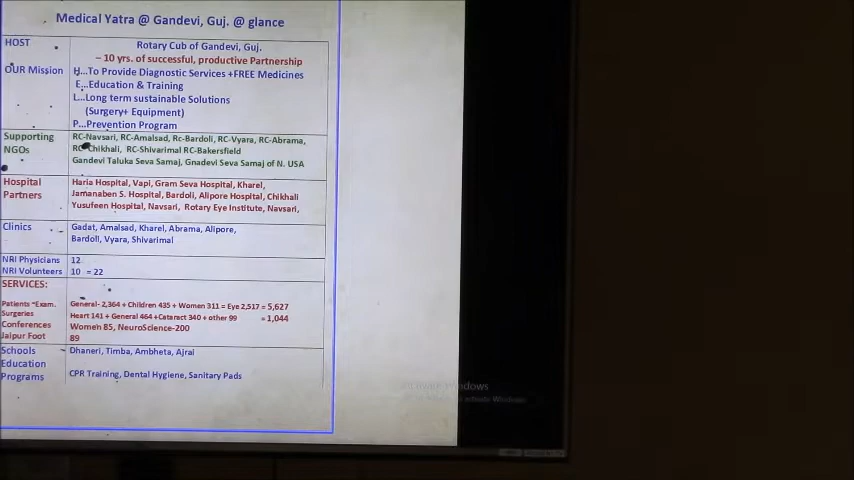 Medical Yatra @ Gandevi, Guj. @ glance
HOST
Rotary Cub of Gandevi, Guj.
– 10 yrs. of successful, productive Partnership
OUR Mission
H...To Provide Diagnostic Services +FREE Medicines
E...Education & Training
L...Long term sustainable Solutions
(Surgery+ Equipment)
P...Prevention Program
Supporting NGOs
RC-Navsari, RC-Amalsad, Rc-Bardoli, RC-Vyara, RC-Abrama,
RC-Chikhali, RC-Shivarimal RC-Bakersfield
Gandevi Taluka Seva Samaj, Gnadevi Seva Samaj of N. USA
Hospital Partners
Haria Hospital, Vapi, Gram Seva Hospital, Kharel,
Jamanaben S. Hospital, Bardoli, Alipore Hospital, Chikhali
Yusufeen Hospital, Navsari, Rotary Eye Institute, Navsari,
Clinics
Gadat, Amalsad, Kharel, Abrama, Alipore,
Bardoli, Vyara, Shivarimal
NRI Physicians 12
NRI Volunteers 10 = 22
SERVICES:
Patients -Exam. General- 2,364 + Children 435 + Women 311 = Eye 2,517 = 5,627
Surgeries Heart 141 + General 464 +Cataract 340 + other 99 = 1,044
Conferences Women 85, NeuroScience-200
Jaipur Foot 89
Schools Dhaneri, Timba, Ambheta, Ajrai
Education
Programs CPR Training, Dental Hygiene, Sanitary Pads
Windows